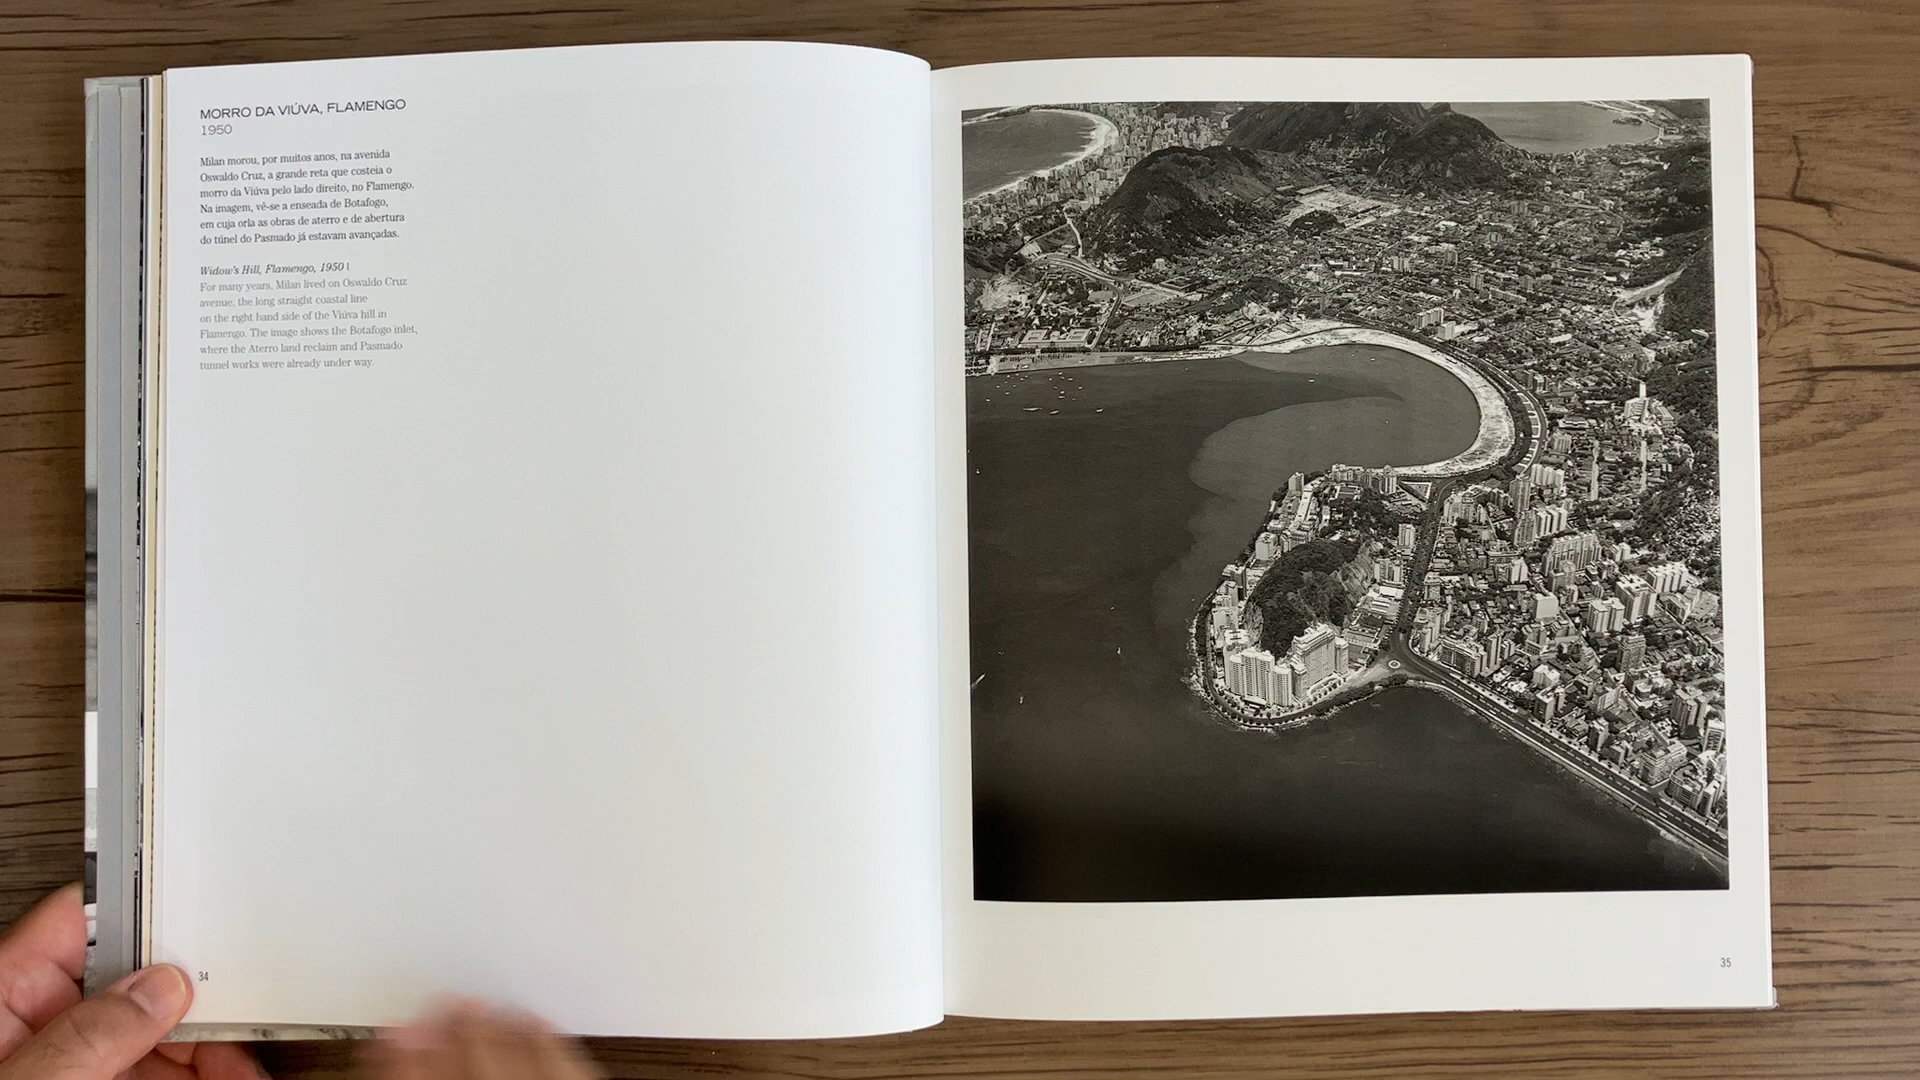 MORRO DA VIÚVA, FLAMENGO
1950
Milan morou, por muitos anos, na avenida
Oswaldo Cruz, a grande reta que costeia o
morro da Viúva pelo lado direito, no Flamengo.
Na imagem, vê-se a enseada de Botafogo,
em cuja orla as obras de aterro e de abertura
do túnel do Pasmado já estavam avançadas.
Widow's Hill, Flamengo, 1950 |
For many years, Milan lived on Oswaldo Cruz
avenue, the long straight coastal line
on the right hand side of the Viúva hill in
Flamengo. The image shows the Botafogo inlet,
where the Aterro land reclaim and Pasmado
tunnel works were already under way.
34
35